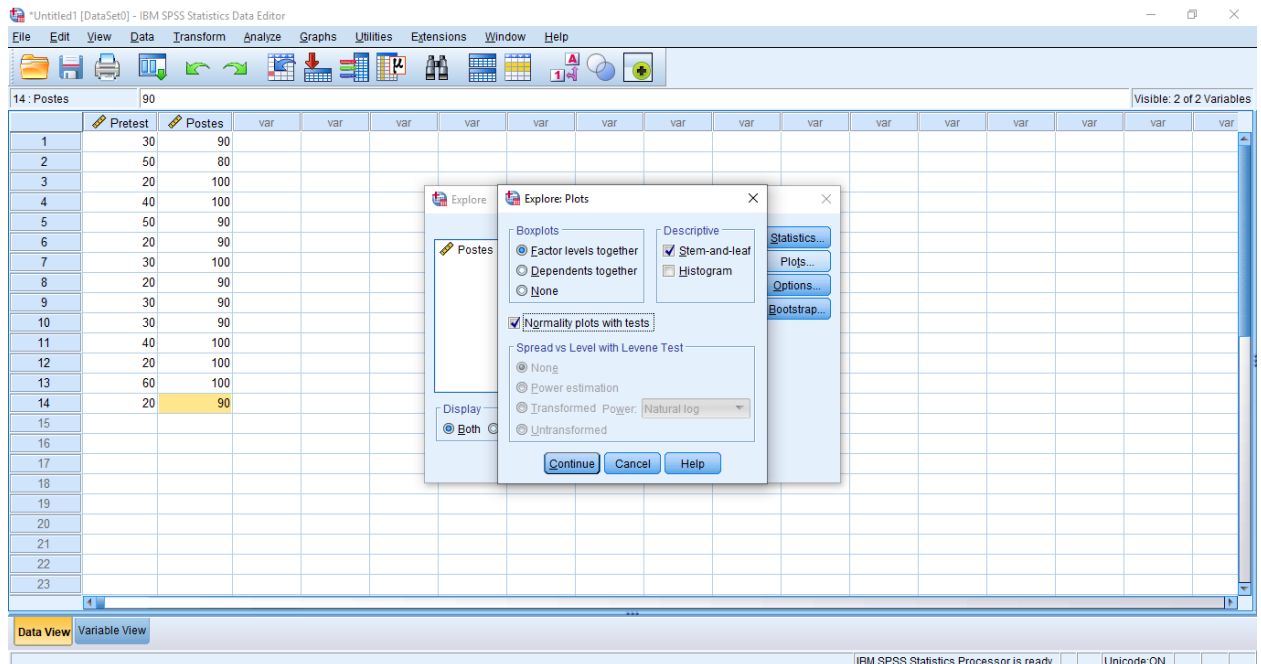 *Untitled1 [DataSet0] - IBM SPSS Statistics Data Editor
File Edit View Data Transform Analyze Graphs Utilities Extensions Window Help
14 : Postes 90 Visible: 2 of 2 Variables
Pretest Postes var var var var var var var var var var var var var var var
1 30 90
2 50 80
3 20 100
4 40 100
5 50 90
6 20 90
7 30 100
8 20 90
9 30 90
10 30 90
11 40 100
12 20 100
13 60 100
14 20 90
15
16
17
18
19
20
21
22
23
Explore
Postes
Display
Both
Statistics...
Plots...
Options...
Bootstrap...
Explore: Plots
Boxplots
Factor levels together
Dependents together
None
Descriptive
Stem-and-leaf
Histogram
Normality plots with tests
Spread vs Level with Levene Test
None
Power estimation
Transformed Power: Natural log
Untransformed
Continue Cancel Help
Data View Variable View
IBM SPSS Statistics Processor is ready Unicode:ON